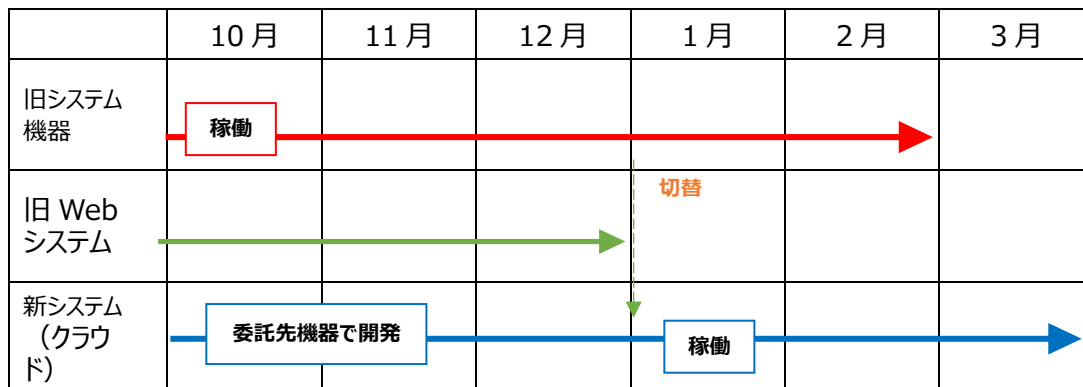 10月 11月 12月 1月 2月 3月
旧システム
機器
稼働
切替
旧 Web
システム
新システム
（クラウ
ド）
委託先機器で開発
稼働